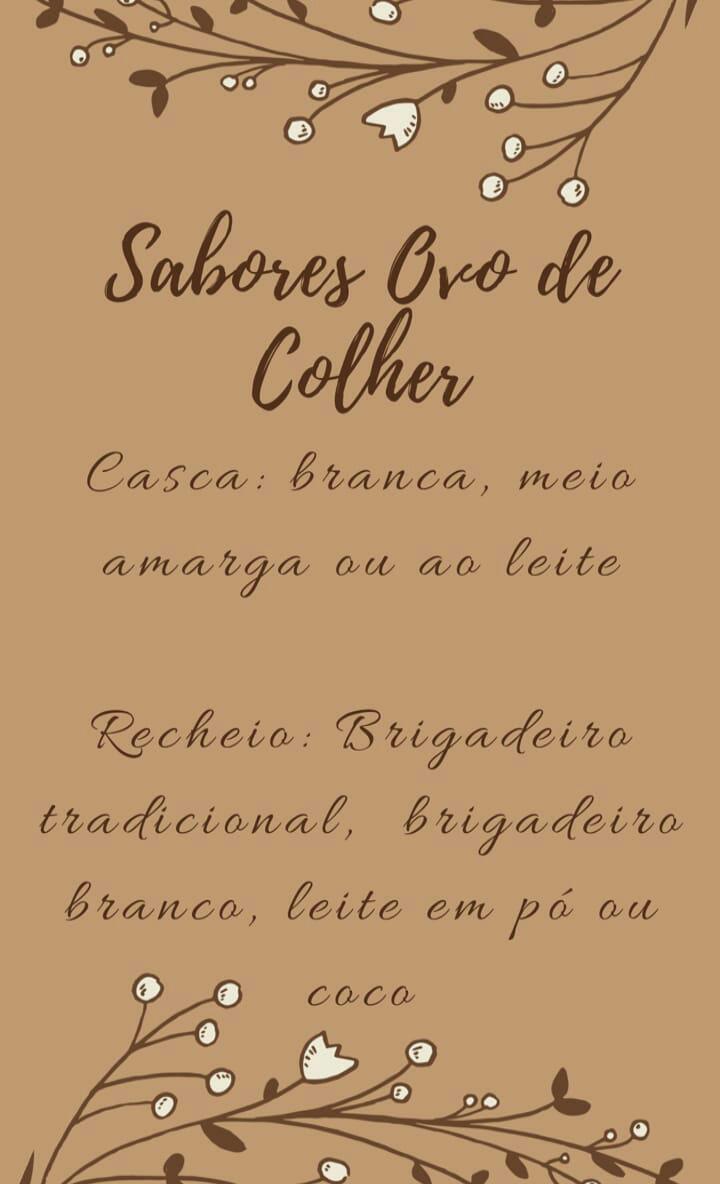 Sabores Ovo de
Colher
Casca: branca, meio
amarga ou ao leite
Recheio: Brigadeiro
tradicional, brigadeiro
branco, leite em pó ou
coco